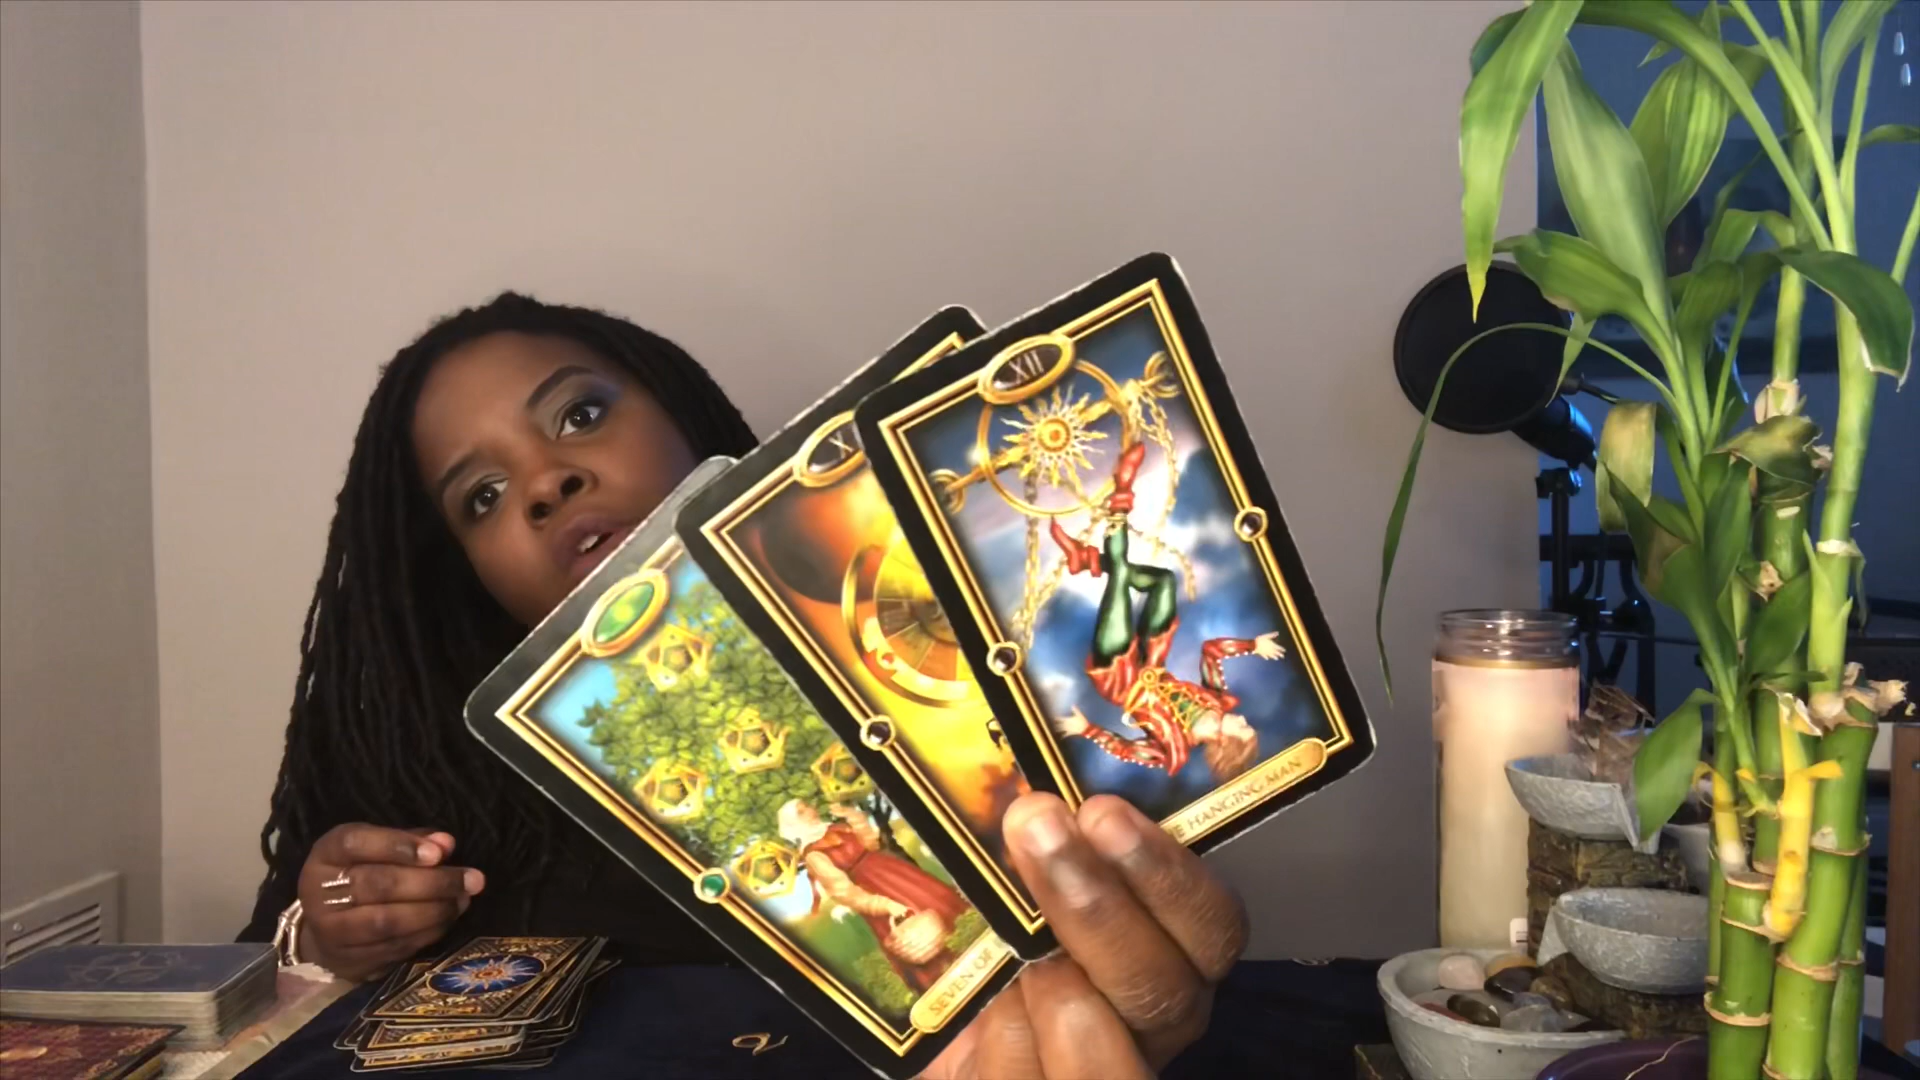 XII
THE HANGING MAN
X
SEVEN OF